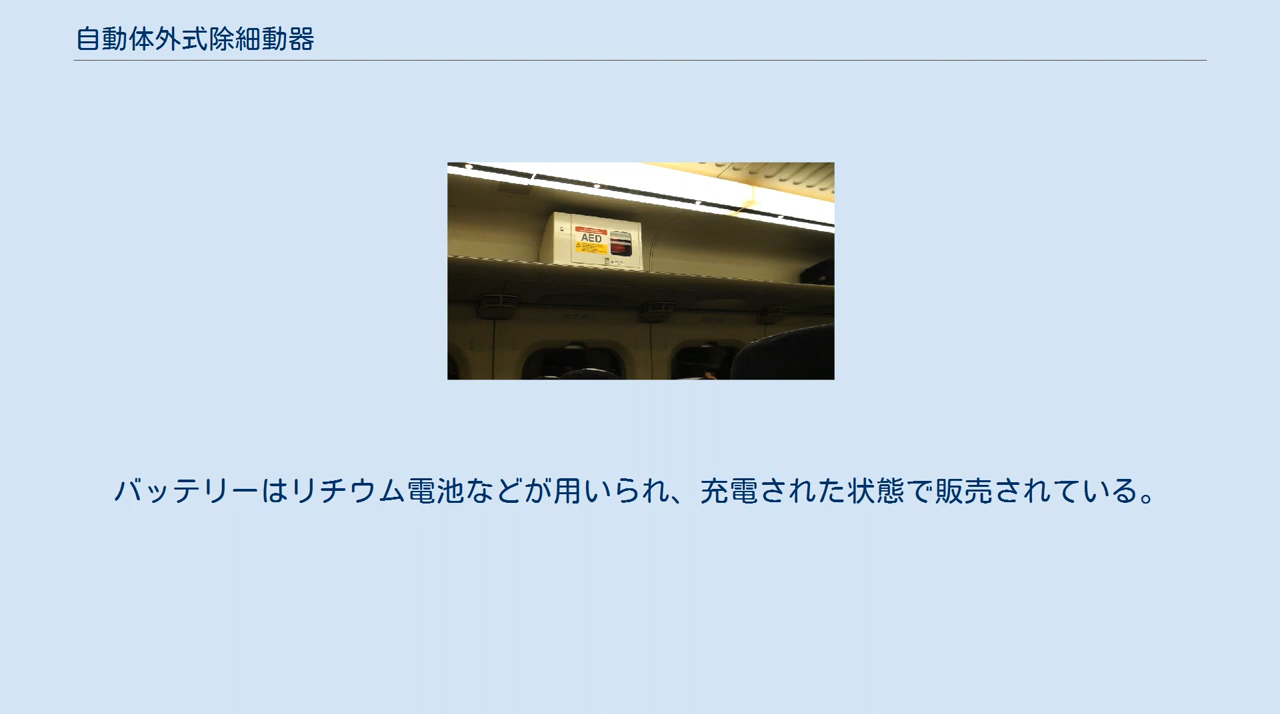 自動体外式除細動器
AED
バッテリーはリチウム電池などが用いられ、充電された状態で販売されている。